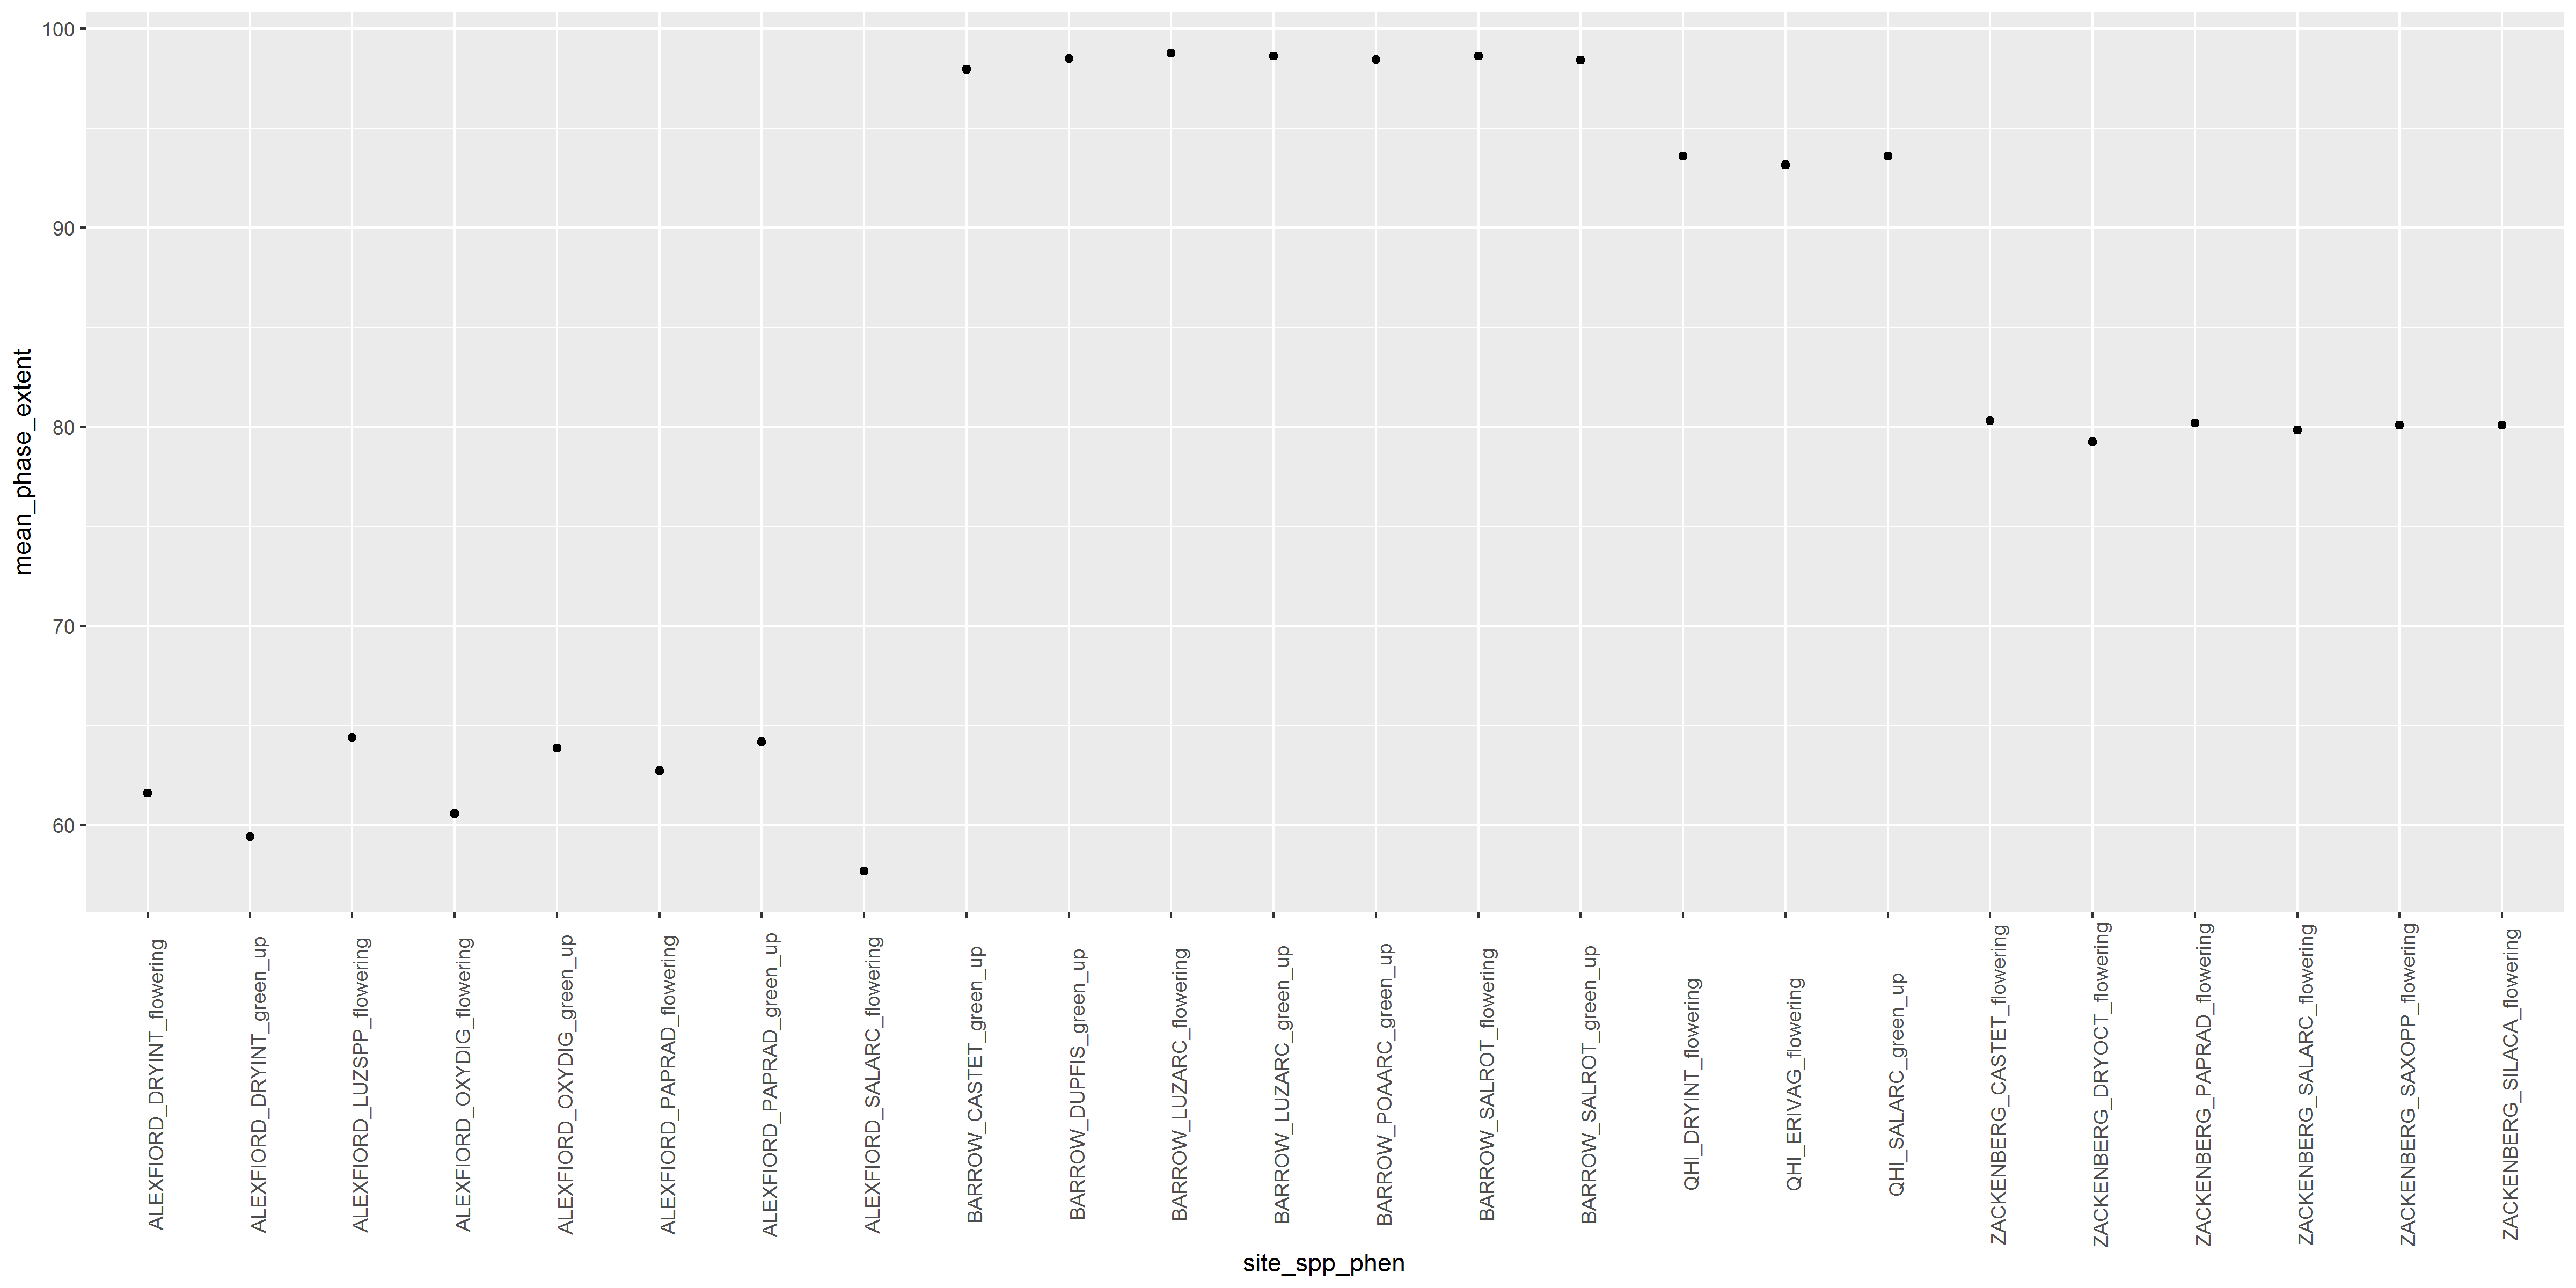 mean_phase_extent
100
90
80
70
60
ALEXFIORD_DRYINT_flowering
ALEXFIORD_DRYINT_green_up
ALEXFIORD_LUZSPP_flowering
ALEXFIORD_OXYDIG_flowering
ALEXFIORD_OXYDIG_green_up
ALEXFIORD_PAPRAD_flowering
ALEXFIORD_PAPRAD_green_up
ALEXFIORD_SALARC_flowering
BARROW_CASTET_green_up
BARROW_DUPFIS_green_up
BARROW_LUZARC_flowering
BARROW_LUZARC_green_up
BARROW_POAARC_green_up
BARROW_SALROT_flowering
BARROW_SALROT_green_up
QHI_DRYINT_flowering
QHI_ERIVAG_flowering
QHI_SALARC_green_up
ZACKENBERG_CASTET_flowering
ZACKENBERG_DRYOCT_flowering
ZACKENBERG_PAPRAD_flowering
ZACKENBERG_SALARC_flowering
ZACKENBERG_SAXOPP_flowering
ZACKENBERG_SILACA_flowering
site_spp_phen